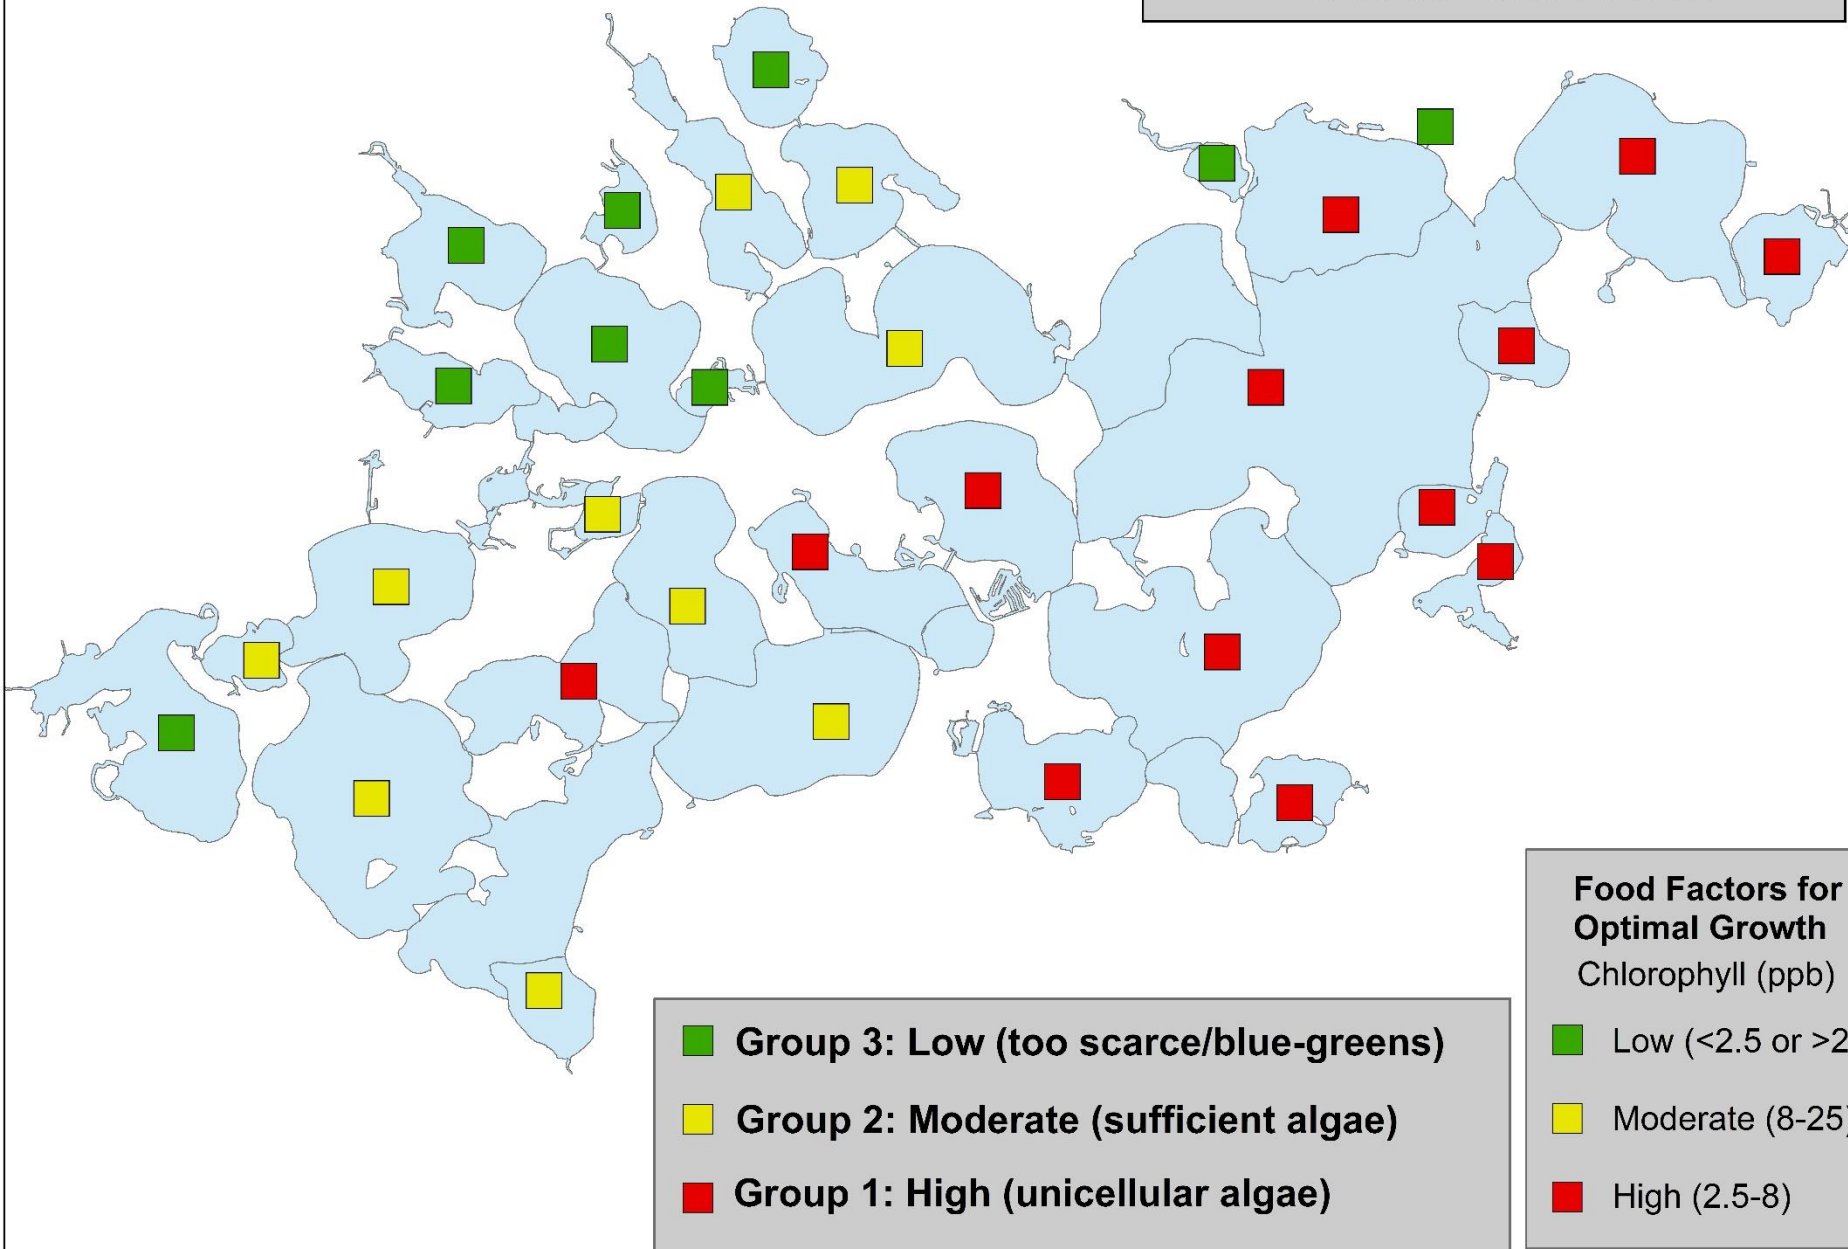 Group 3: Low (too scarce/blue-greens)
Group 2: Moderate (sufficient algae)
Group 1: High (unicellular algae)
Food Factors for
Optimal Growth
Chlorophyll (ppb)
Low (<2.5 or >2
Moderate (8-25)
High (2.5-8)